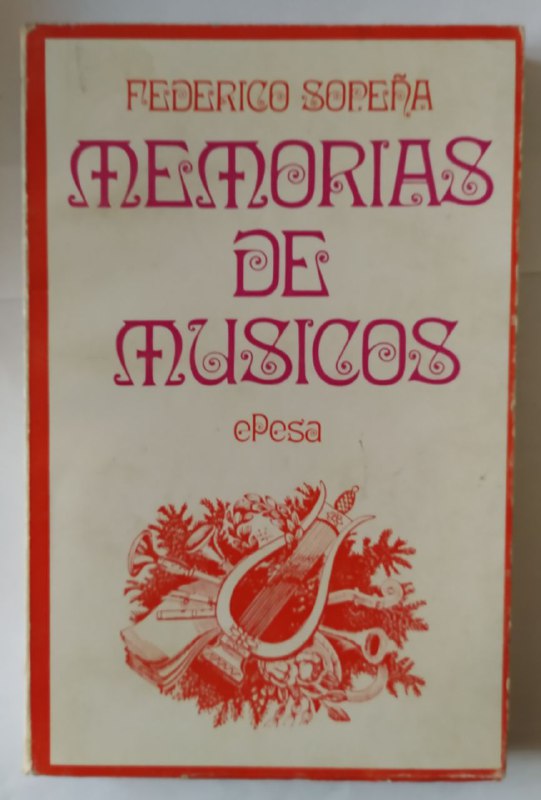 FEDERICO SOPEÑA
MEMORIAS
DE
MUSICOS
ePesa